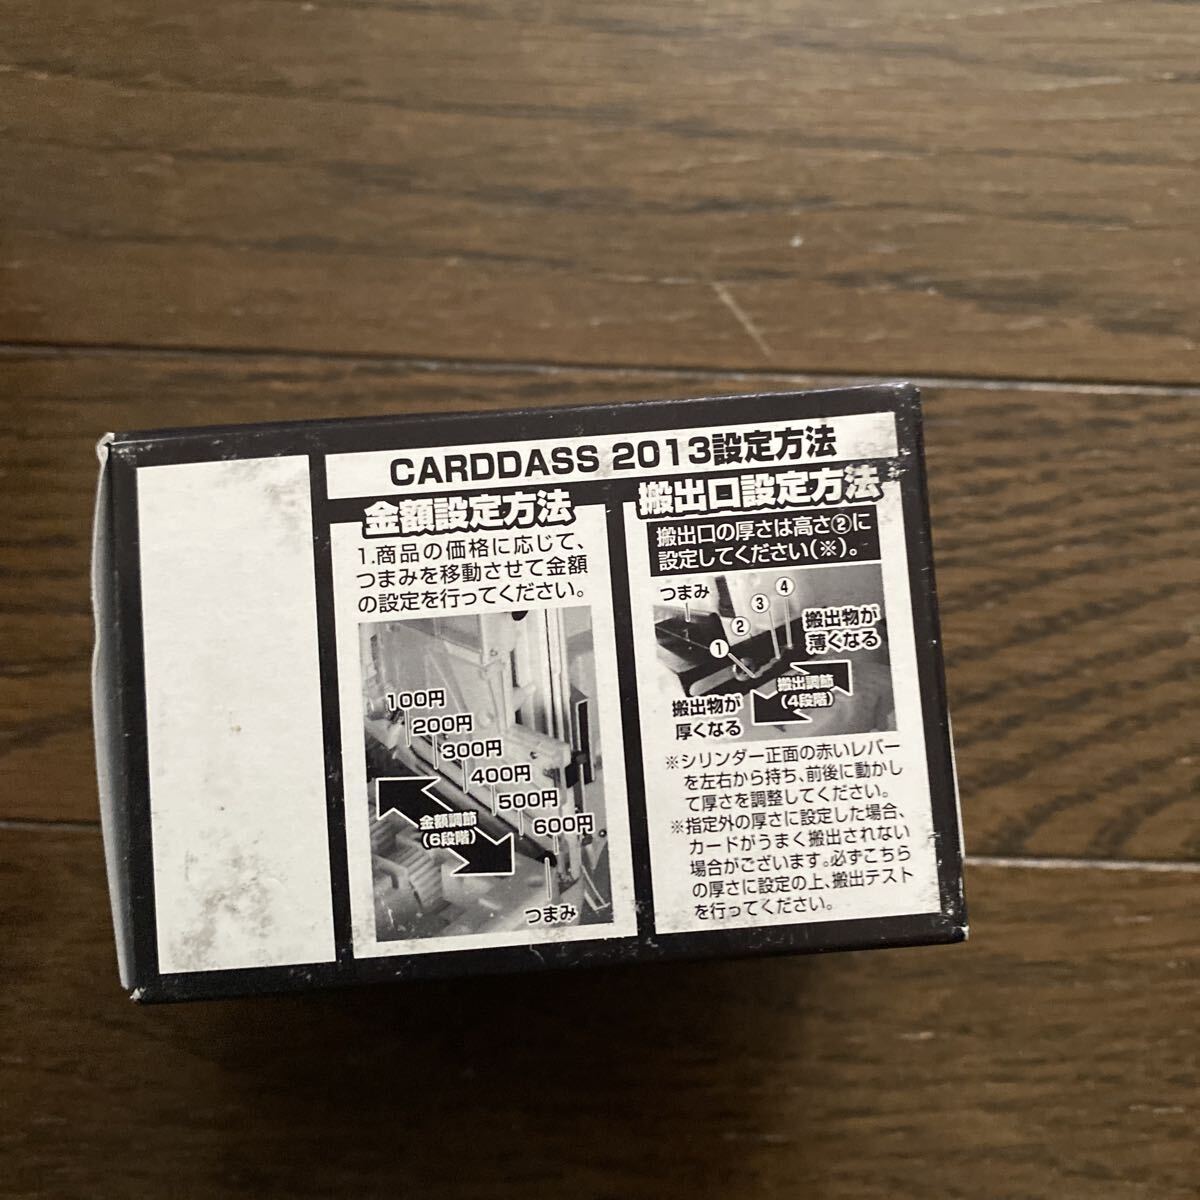 CARDDASS 2013設定方法
金額設定方法
1.商品の価格に応じて、
つまみを移動させて金額
の設定を行ってください。
100円
200円
300円
400円
500円
600円
金額調節
(6段階)
つまみ
搬出口設定方法
搬出口の厚さは高さ②に
設定してください(※)。
つまみ
①
②
③
④
搬出物が
薄くなる
搬出調節
(4段階)
搬出物が
厚くなる
※シリンダー正面の赤いレバー
を左右から持ち、前後に動かし
て厚さを調整してください。
※指定外の厚さに設定した場合、
カードがうまく搬出されない
場合がございます。必ずこちら
の厚さに設定の上、搬出テスト
を行ってください。